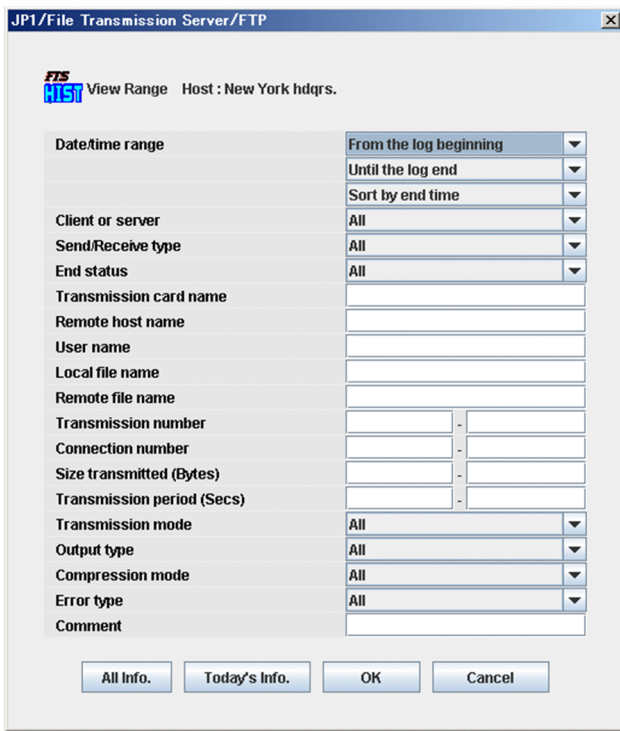 JP1/File Transmission Server/FTP
FTS
HIST View Range Host : New York hdqrs.
Date/time range From the log beginning
Until the log end
Sort by end time
Client or server All
Send/Receive type All
End status All
Transmission card name
Remote host name
User name
Local file name
Remote file name
Transmission number -
Connection number -
Size transmitted (Bytes) -
Transmission period (Secs) -
Transmission mode All
Output type All
Compression mode All
Error type All
Comment
All Info. Today's Info. OK Cancel